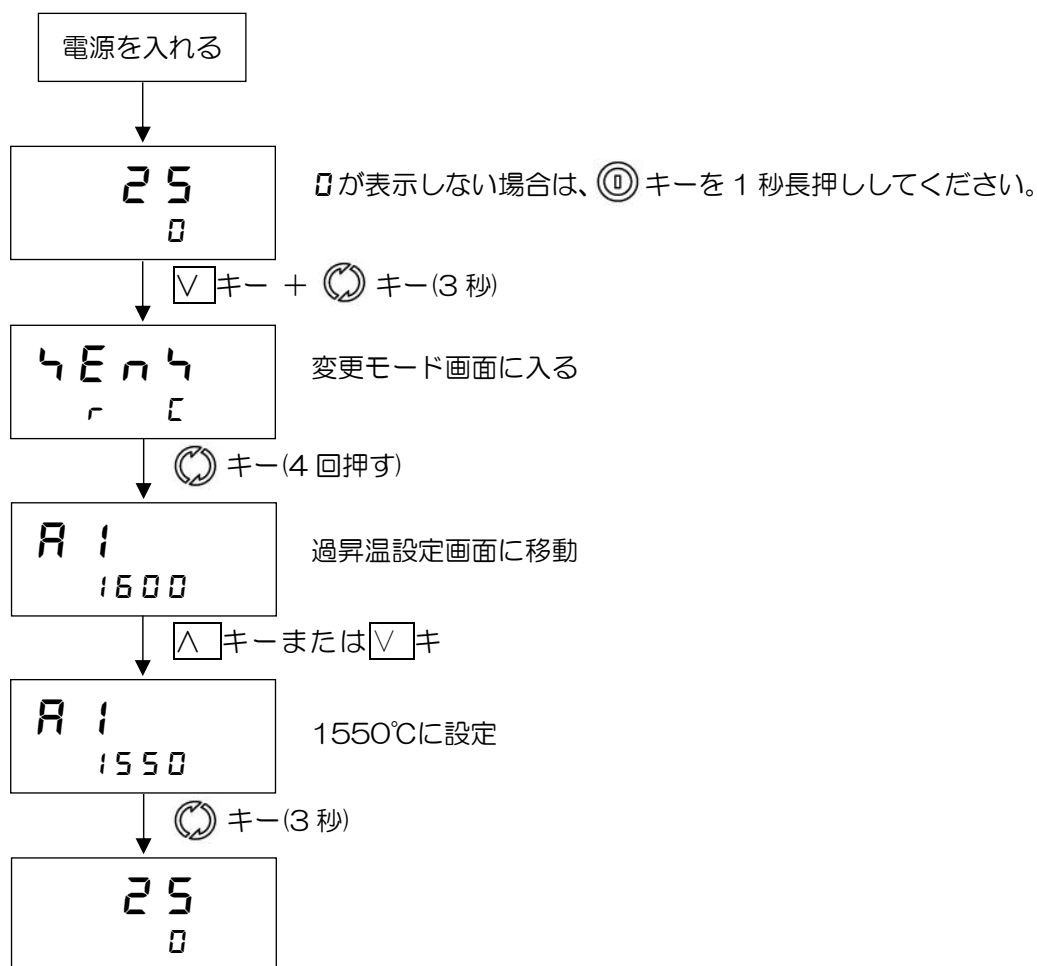 電源を入れる
25
0
0が表示しない場合は、キーを1秒長押ししてください。
∨ キー + キー(3秒)
SEnS
r C
変更モード画面に入る
キー(4回押す)
A1
1600
過昇温設定画面に移動
∧ キーまたは∨ キ
A1
1550
1550℃に設定
キー(3秒)
25
0